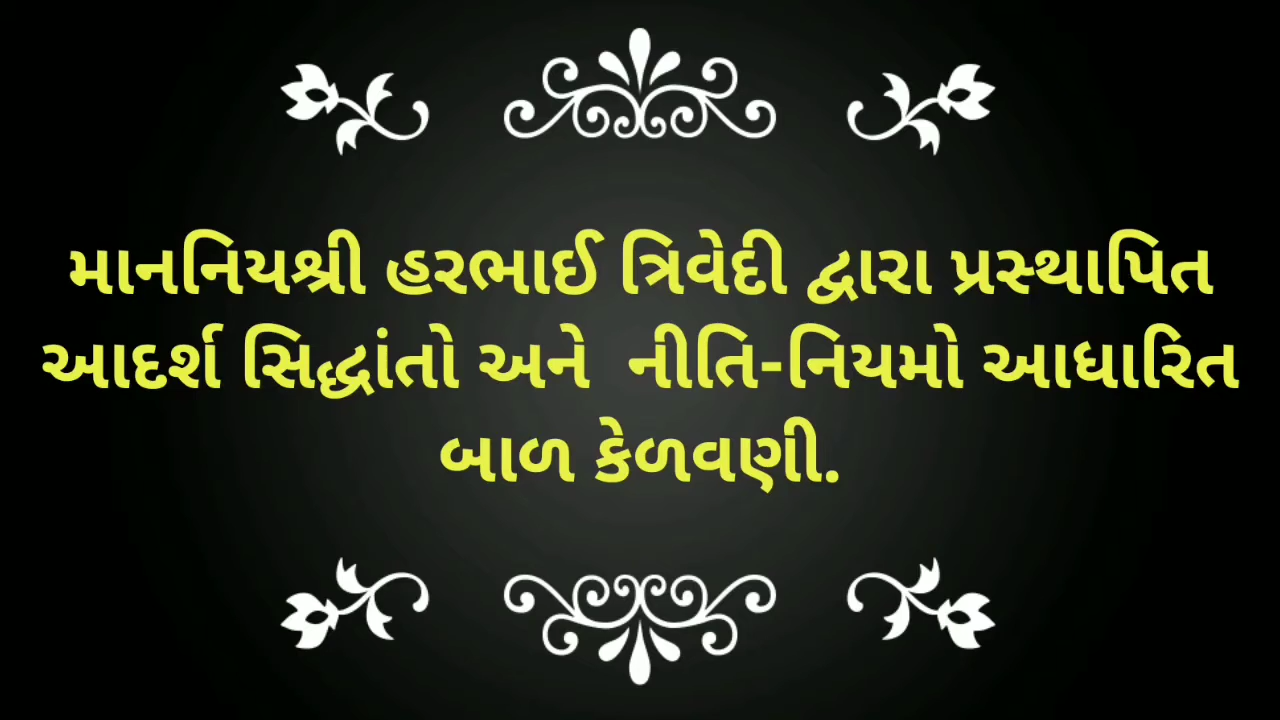 માનનિયશ્રી હરભાઈ ત્રિવેદી દ્વારા પ્રસ્થાપિત
આદર્શ સિદ્ધાંતો અને નીતિ-નિયમો આધારિત
બાળ કેળવણી.